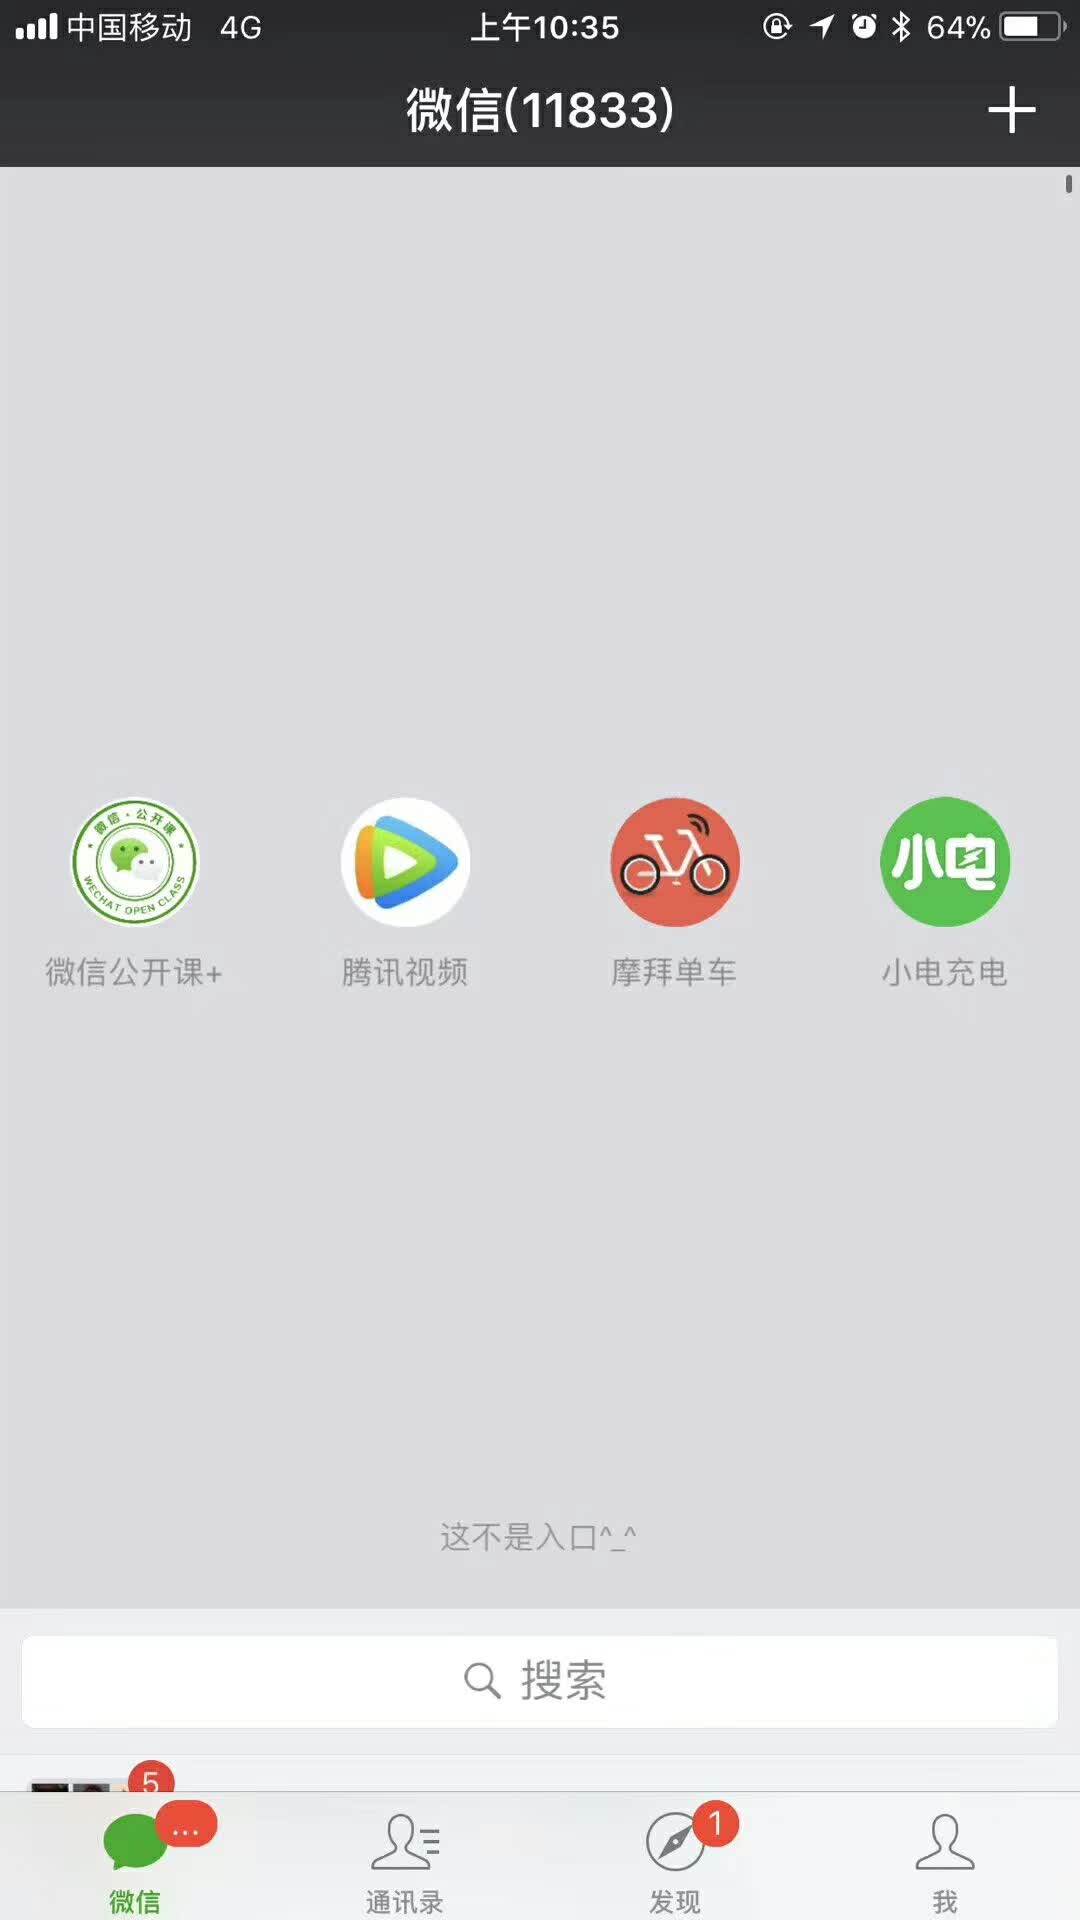 中国移动 4G 上午10:35 64%
微信(11833)
微信·公开课
WECHAT OPEN CLASS
小电
微信公开课+ 腾讯视频 摩拜单车 小电充电
这不是入口^_^
搜索
5
... 1
微信 通讯录 发现 我